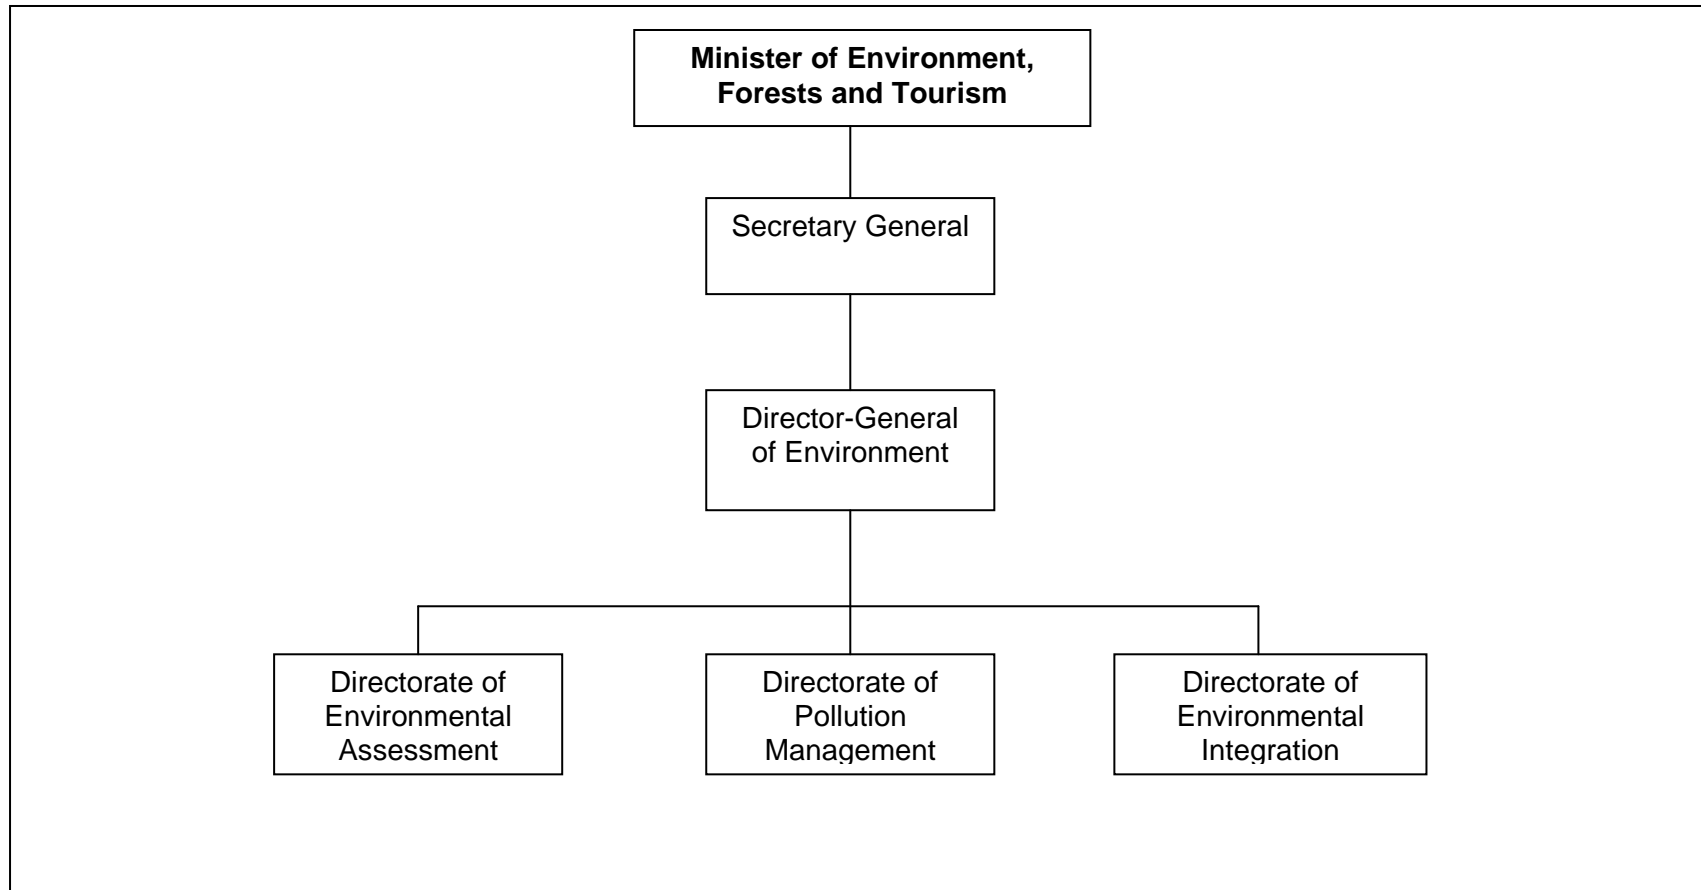 Minister of Environment,
Forests and Tourism
Secretary General
Director-General
of Environment
Directorate of
Environmental
Assessment
Directorate of
Pollution
Management
Directorate of
Environmental
Integration